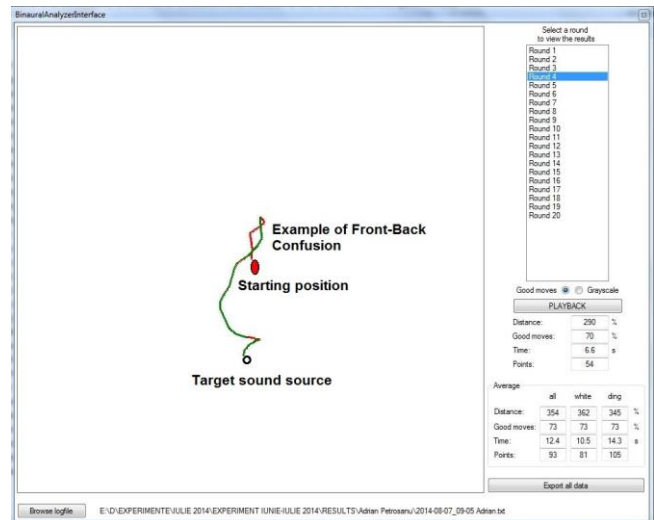 BinauralAnalyzerInterface
Select a round
to view the results
Round 1
Round 2
Round 3
Round 4
Round 5
Round 6
Round 7
Round 8
Round 9
Round 10
Round 11
Round 12
Round 13
Round 14
Round 15
Round 16
Round 17
Round 18
Round 19
Round 20
Example of Front-Back
Confusion
Starting position
Target sound source
Good moves Grayscale
PLAYBACK
Distance: 290 %
Good moves: 70 %
Time: 6.6 s
Points: 54
Average
all white ding
Distance: 354 362 345 %
Good moves: 73 73 73 %
Time: 12.4 10.5 14.3 s
Points: 93 81 105
Export all data
Browse logfile E:\D\EXPERIMENTE\IULIE 2014\EXPERIMENT IUNIE-IULIE 2014\RESULTS\Adrian Petrosanu\2014-08-07_09-05 Adrian.txt